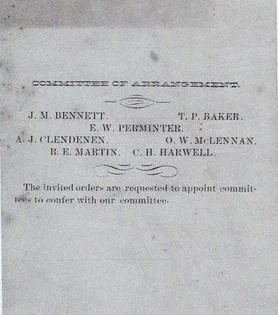 COMMITTEE OF ARRANGEMENT.
J. M. BENNETT. T. P. BAKER.
E. W. PERMINTER.
A. J. CLENDENEN. O. W. McLENNAN.
R. E. MARTIN. C. H. HARWELL.
The invited orders are requested to appoint commit-
tees to confer with our committee.